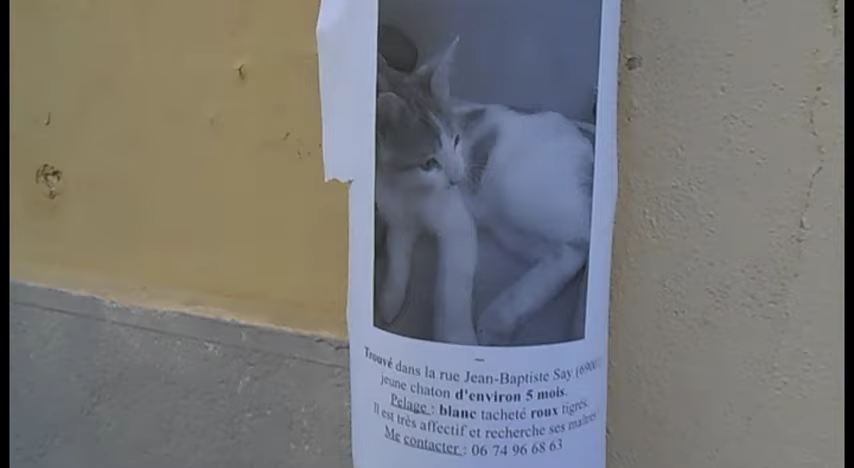 Trouvé dans la rue Jean-Baptiste Say
jeune chaton d'environ 5 mois.
Pelage : blanc tacheté roux tigrés.
Il est très affectif et recherche ses maîtres
Me contacter : 06 74 96 68 63